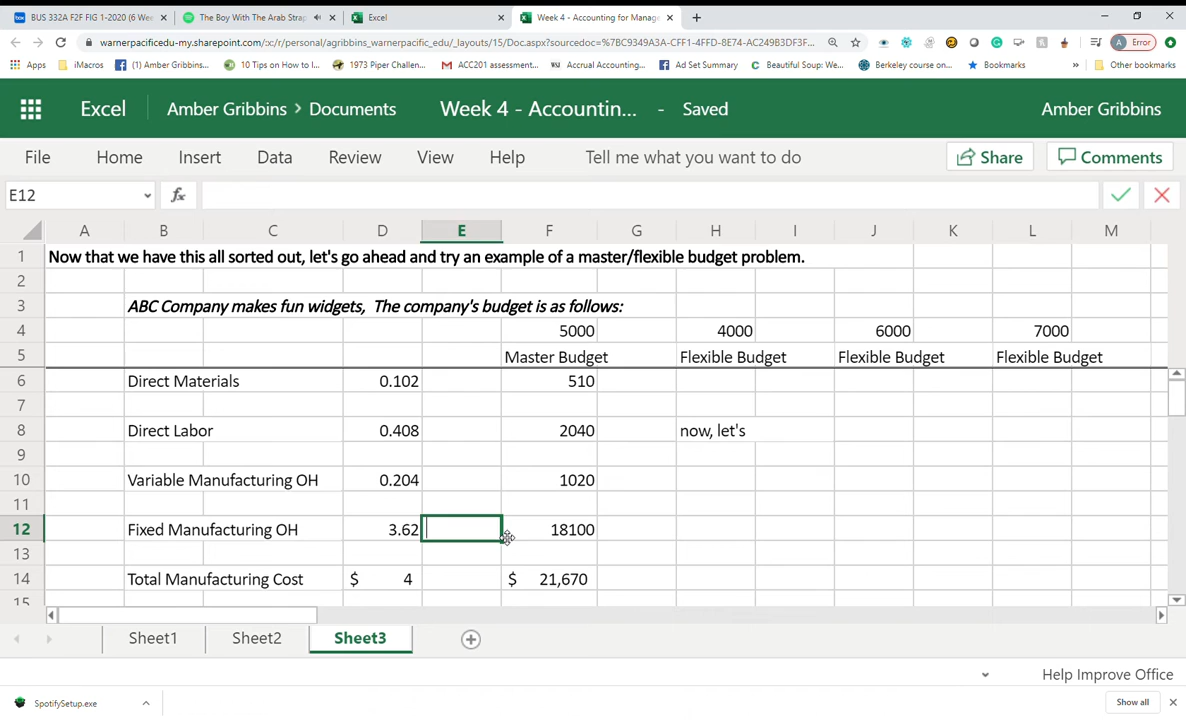 BUS 332A F2F FIG 1-2020 (6 Wee
The Boy With The Arab Strap
Excel
Week 4 - Accounting for Manage
warnerpacificedu-my.sharepoint.com/:x:/r/personal/agribbins_warnerpacific_edu/_layouts/15/Doc.aspx?sourcedoc=%7BC9349A3A-CFF1-4FFD-8E74-AC249B3DF3F...
Error
Apps
iMacros
(1) Amber Gribbins...
10 Tips on How to I...
1973 Piper Challen...
ACC201 assessment...
Accrual Accounting...
Ad Set Summary
Beautiful Soup: We...
Berkeley course on...
Bookmarks
»
Other bookmarks
Excel
Amber Gribbins > Documents
Week 4 - Accountin... - Saved
Amber Gribbins
File Home Insert Data Review View Help Tell me what you want to do
Share
Comments
E12
fx
A B C D E F G H I J K L M
1 Now that we have this all sorted out, let's go ahead and try an example of a master/flexible budget problem.
2
3 ABC Company makes fun widgets, The company's budget is as follows:
4 5000 4000 6000 7000
5 Master Budget Flexible Budget Flexible Budget Flexible Budget
6 Direct Materials 0.102 510
7
8 Direct Labor 0.408 2040 now, let's
9
10 Variable Manufacturing OH 0.204 1020
11
12 Fixed Manufacturing OH 3.62 18100
13
14 Total Manufacturing Cost $ 4 $ 21,670
15
Sheet1 Sheet2 Sheet3
Help Improve Office
SpotifySetup.exe
Show all